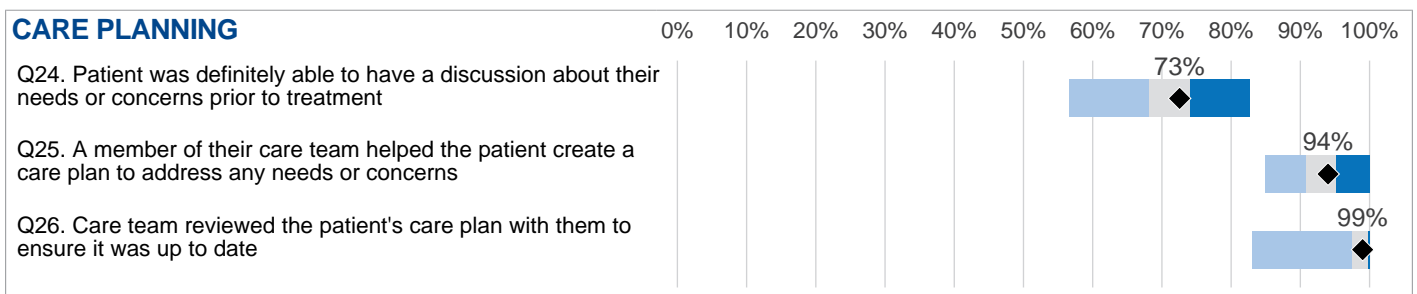 CARE PLANNING
0% 10% 20% 30% 40% 50% 60% 70% 80% 90% 100%
Q24. Patient was definitely able to have a discussion about their
needs or concerns prior to treatment
73%
Q25. A member of their care team helped the patient create a
care plan to address any needs or concerns
94%
Q26. Care team reviewed the patient's care plan with them to
ensure it was up to date
99%